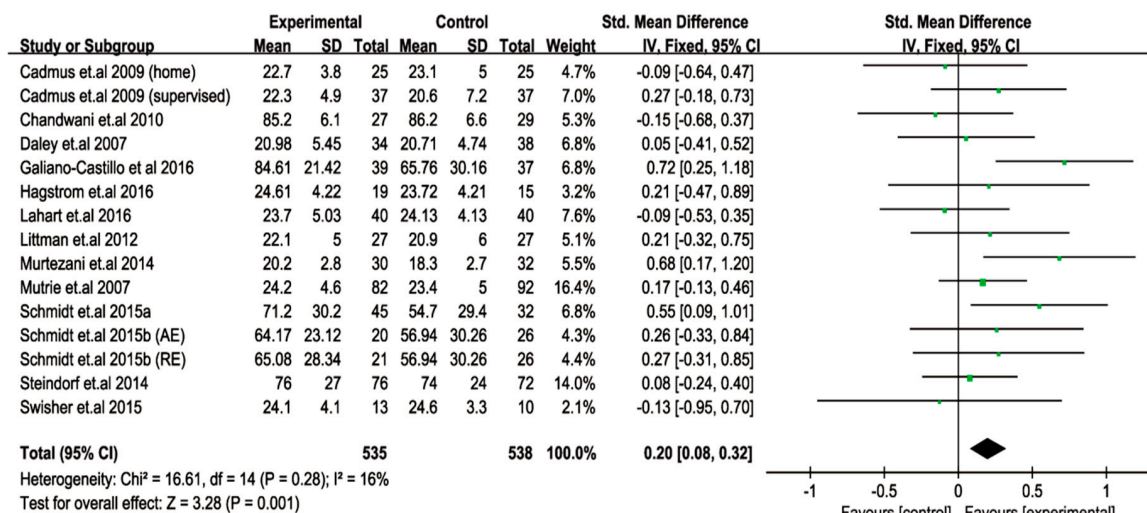 Experimental Control Std. Mean Difference Std. Mean Difference
Study or Subgroup Mean SD Total Mean SD Total Weight IV, Fixed, 95% CI IV, Fixed, 95% CI
Cadmus et.al 2009 (home) 22.7 3.8 25 23.1 5 25 4.7% -0.09 [-0.64, 0.47]
Cadmus et.al 2009 (supervised) 22.3 4.9 37 20.6 7.2 37 7.0% 0.27 [-0.18, 0.73]
Chandwani et.al 2010 85.2 6.1 27 86.2 6.6 29 5.3% -0.15 [-0.68, 0.37]
Daley et.al 2007 20.98 5.45 34 20.71 4.74 38 6.8% 0.05 [-0.41, 0.52]
Galiano-Castillo et al 2016 84.61 21.42 39 65.76 30.16 37 6.8% 0.72 [0.25, 1.18]
Hagstrom et.al 2016 24.61 4.22 19 23.72 4.21 15 3.2% 0.21 [-0.47, 0.89]
Lahart et.al 2016 23.7 5.03 40 24.13 4.13 40 7.6% -0.09 [-0.53, 0.35]
Littman et.al 2012 22.1 5 27 20.9 6 27 5.1% 0.21 [-0.32, 0.75]
Murtezani et.al 2014 20.2 2.8 30 18.3 2.7 32 5.5% 0.68 [0.17, 1.20]
Mutrie et.al 2007 24.2 4.6 82 23.4 5 92 16.4% 0.17 [-0.13, 0.46]
Schmidt et.al 2015a 71.2 30.2 45 54.7 29.4 32 6.8% 0.55 [0.09, 1.01]
Schmidt et.al 2015b (AE) 64.17 23.12 20 56.94 30.26 26 4.3% 0.26 [-0.33, 0.84]
Schmidt et.al 2015b (RE) 65.08 28.34 21 56.94 30.26 26 4.4% 0.27 [-0.31, 0.85]
Steindorf et.al 2014 76 27 76 74 24 72 14.0% 0.08 [-0.24, 0.40]
Swisher et.al 2015 24.1 4.1 13 24.6 3.3 10 2.1% -0.13 [-0.95, 0.70]
Total (95% CI) 535 538 100.0% 0.20 [0.08, 0.32]
Heterogeneity: Chi² = 16.61, df = 14 (P = 0.28); I² = 16%
Test for overall effect: Z = 3.28 (P = 0.001)
-1 -0.5 0 0.5 1
Favours [control] Favours [experimental]